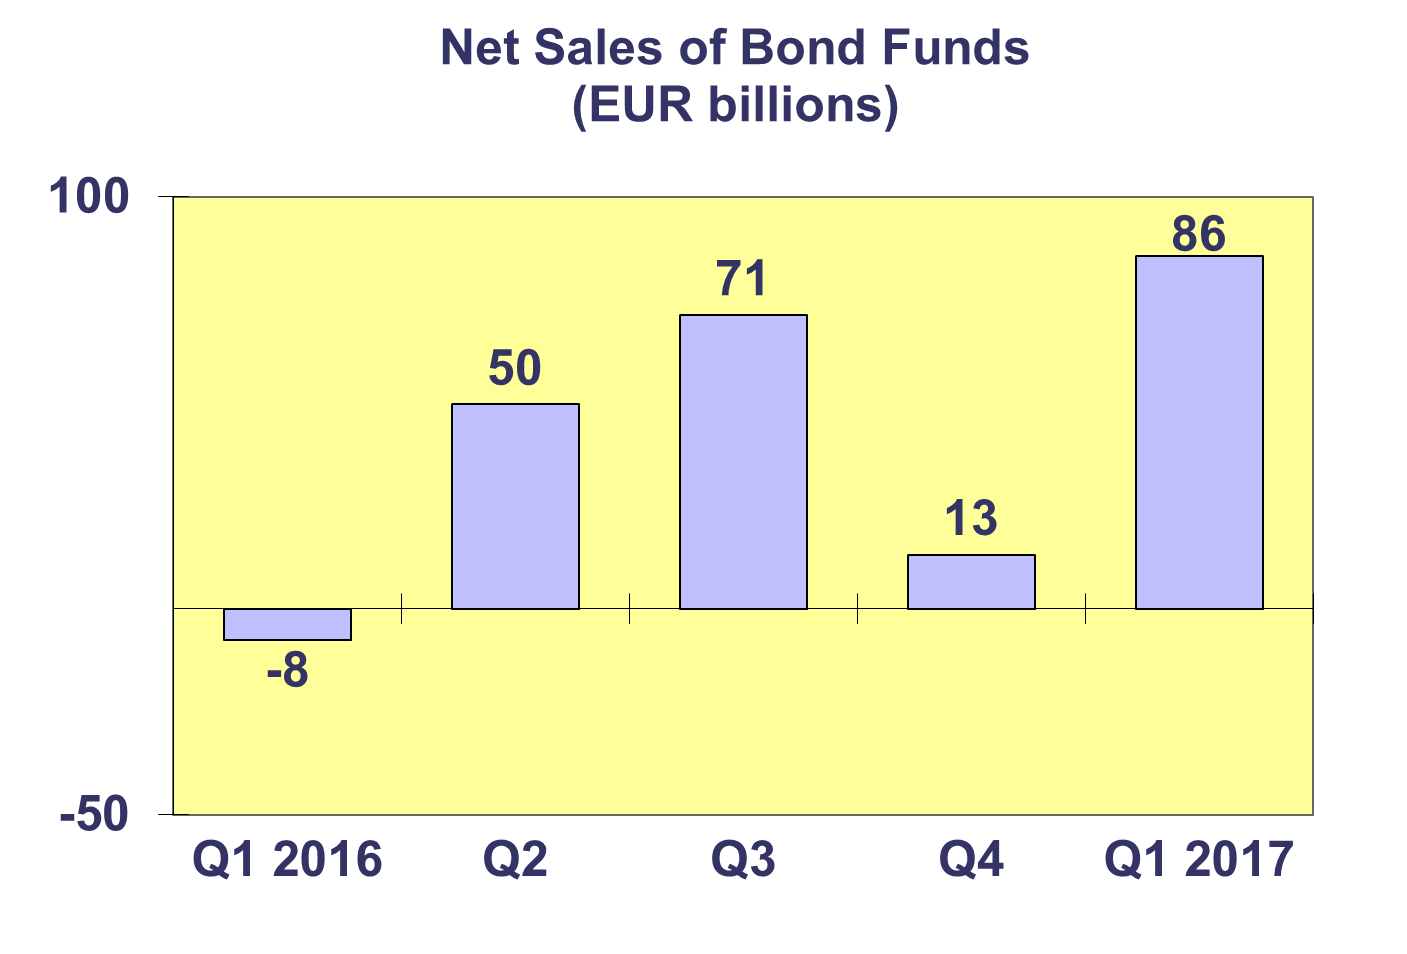 Net Sales of Bond Funds
(EUR billions)
100
86
71
50
13
-8
-50
Q1 2016 Q2 Q3 Q4 Q1 2017